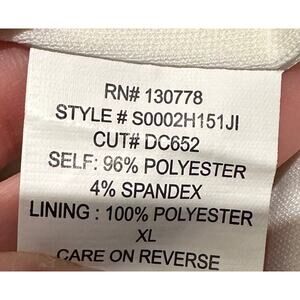 RN# 130778
STYLE # S0002H151JI
CUT# DC652
SELF: 96% POLYESTER
4% SPANDEX
LINING : 100% POLYESTER
XL
CARE ON REVERSE